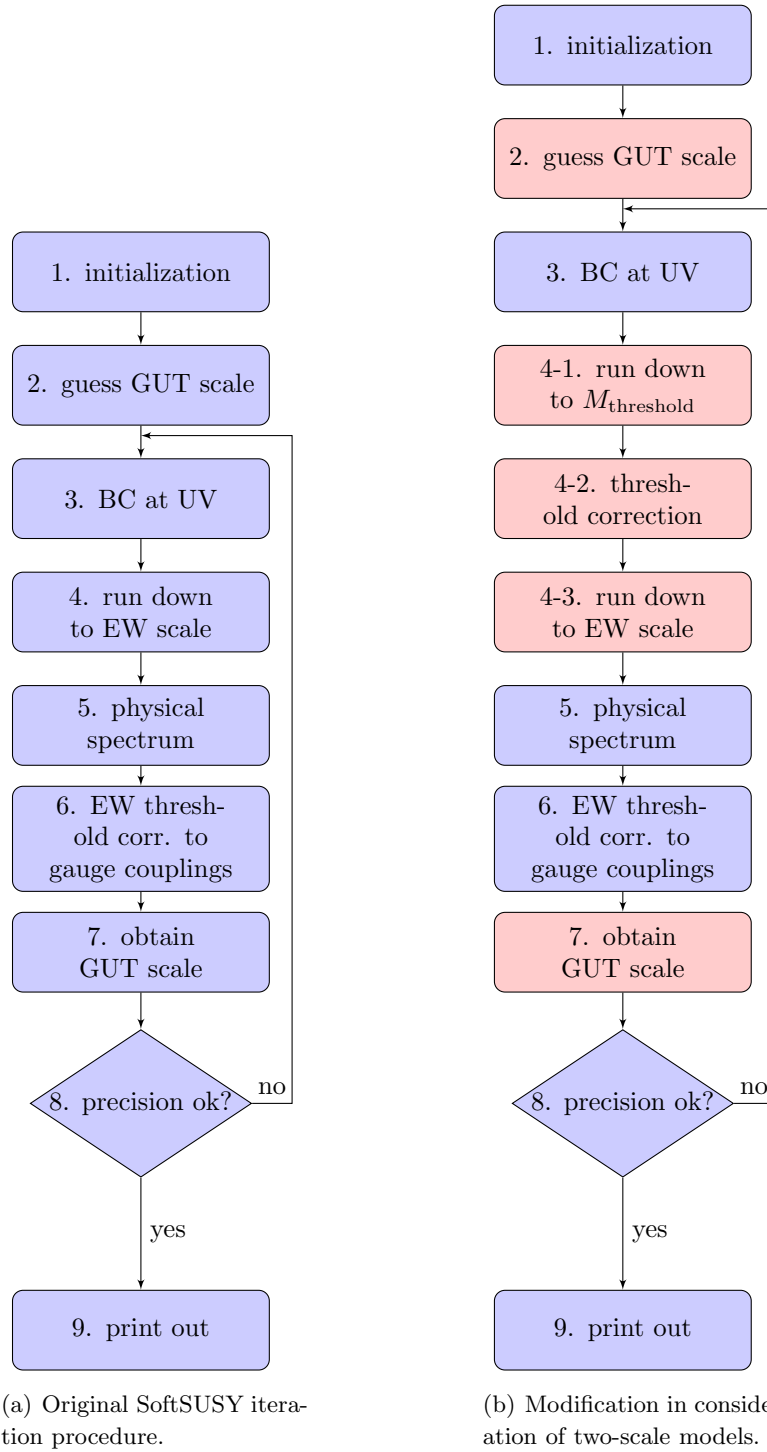 1. initialization
2. guess GUT scale
3. BC at UV
4. run down
to EW scale
5. physical
spectrum
6. EW thresh-
old corr. to
gauge couplings
7. obtain
GUT scale
8. precision ok?
no
yes
9. print out
(a) Original SoftSUSY itera-
tion procedure.
1. initialization
2. guess GUT scale
3. BC at UV
4-1. run down
to M_threshold
4-2. thresh-
old correction
4-3. run down
to EW scale
5. physical
spectrum
6. EW thresh-
old corr. to
gauge couplings
7. obtain
GUT scale
8. precision ok?
no
yes
9. print out
(b) Modification in conside
ation of two-scale models.